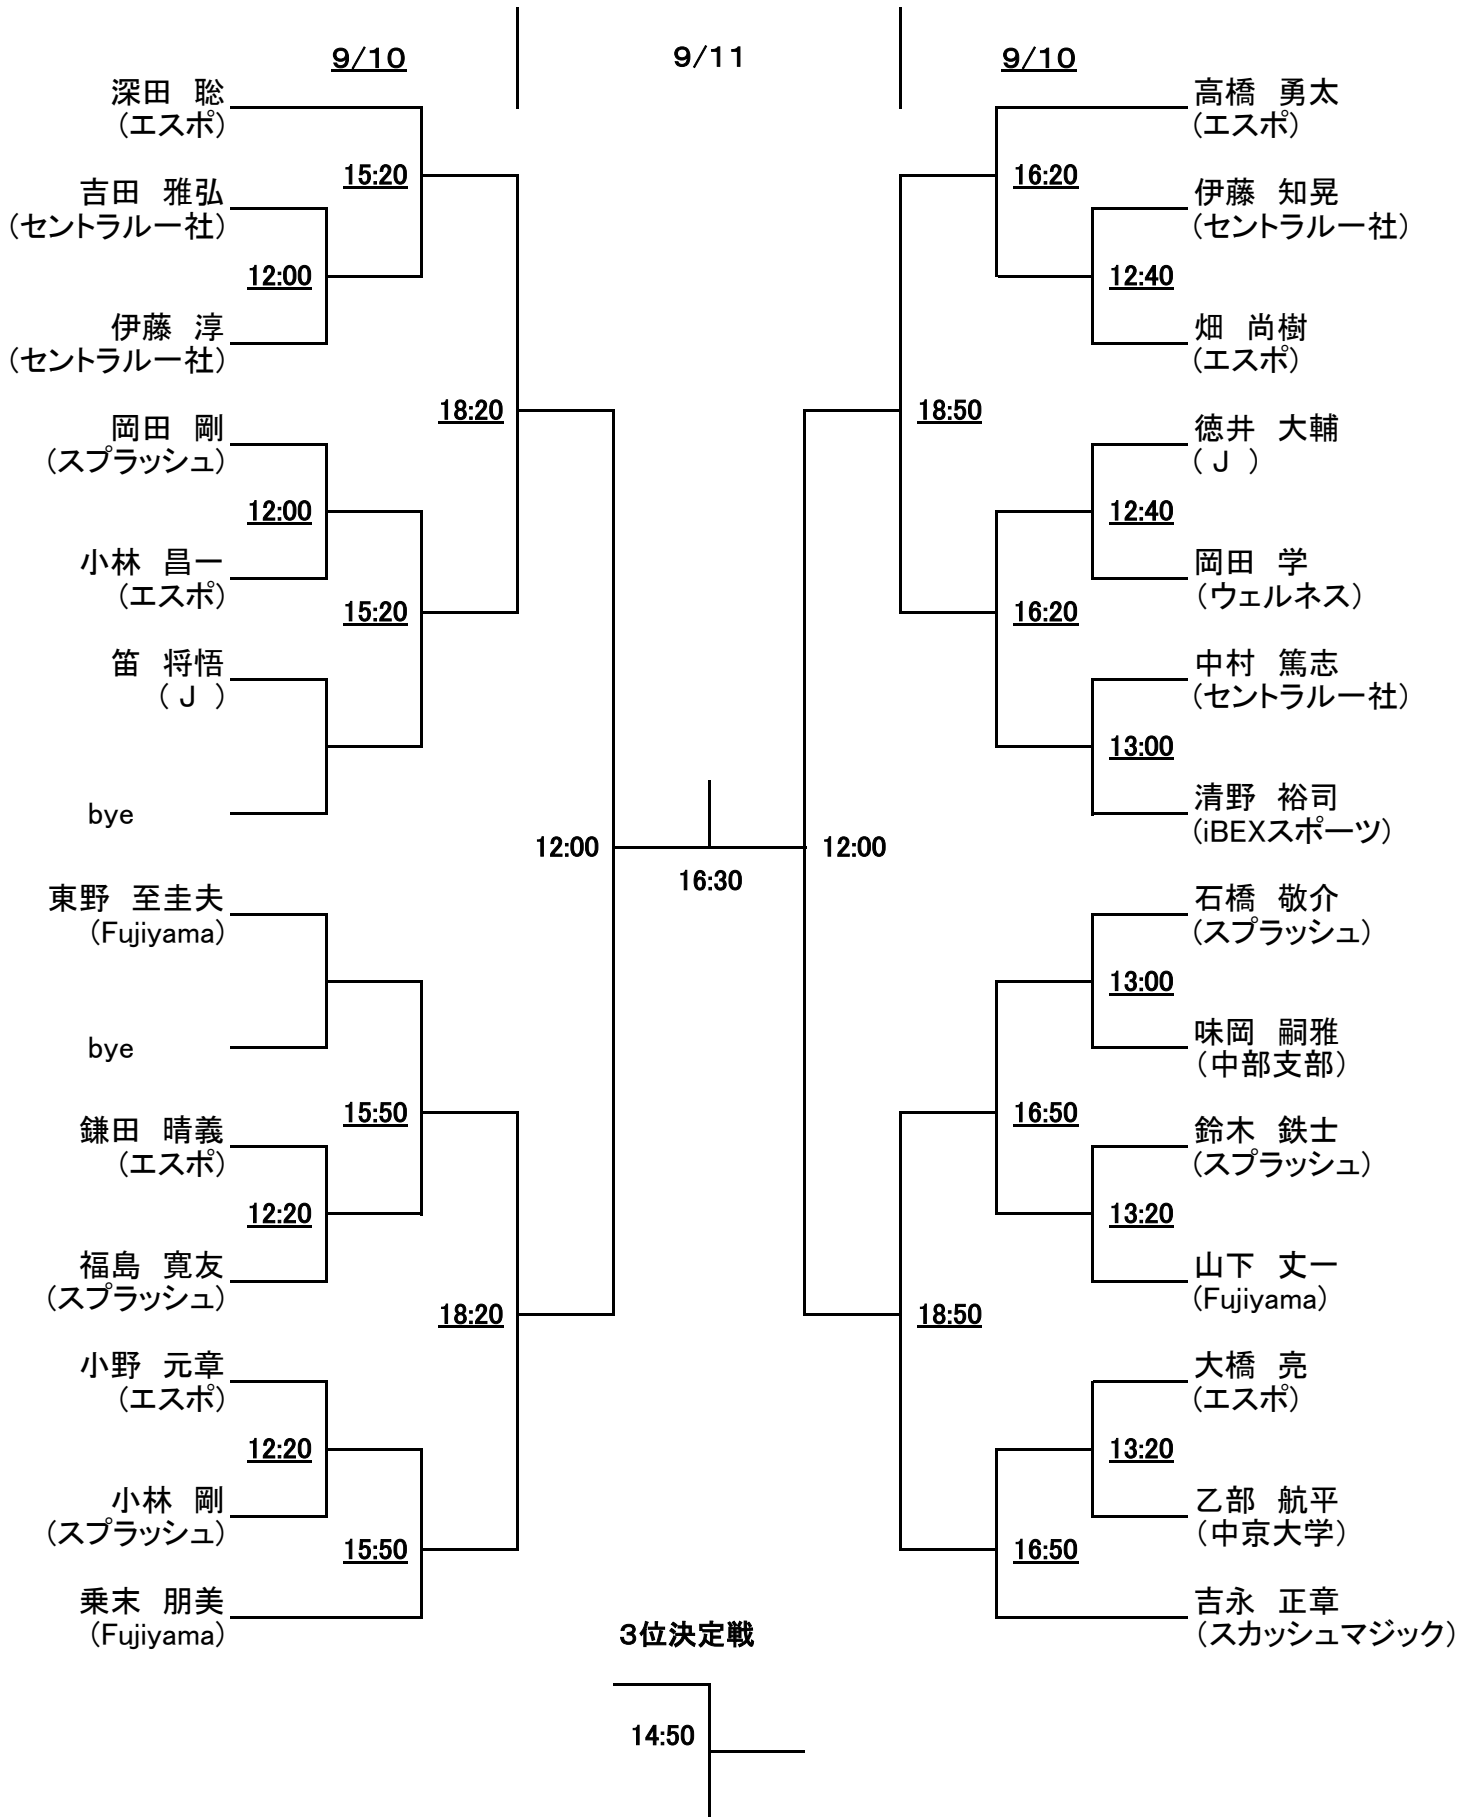 9/10
9/11
9/10
深田　聡
(エスポ)
15:20
吉田　雅弘
(セントラルー社)
12:00
伊藤　淳
(セントラルー社)
18:20
岡田　剛
(スプラッシュ)
12:00
小林　昌一
(エスポ)
15:20
笛　将悟
( J )
bye
12:00
東野　至圭夫
(Fujiyama)
bye
15:50
鎌田　晴義
(エスポ)
12:20
福島　寛友
(スプラッシュ)
18:20
小野　元章
(エスポ)
12:20
小林　剛
(スプラッシュ)
15:50
乗末　朋美
(Fujiyama)
16:30
高橋　勇太
(エスポ)
16:20
伊藤　知晃
(セントラルー社)
12:40
畑　尚樹
(エスポ)
18:50
徳井　大輔
( J )
12:40
岡田　学
(ウェルネス)
16:20
中村　篤志
(セントラルー社)
13:00
清野　裕司
(iBEXスポーツ)
12:00
石橋　敬介
(スプラッシュ)
13:00
味岡　嗣雅
(中部支部)
16:50
鈴木　鉄士
(スプラッシュ)
13:20
山下　丈一
(Fujiyama)
18:50
大橋　亮
(エスポ)
13:20
乙部　航平
(中京大学)
16:50
吉永　正章
(スカッシュマジック)
3位決定戦
14:50